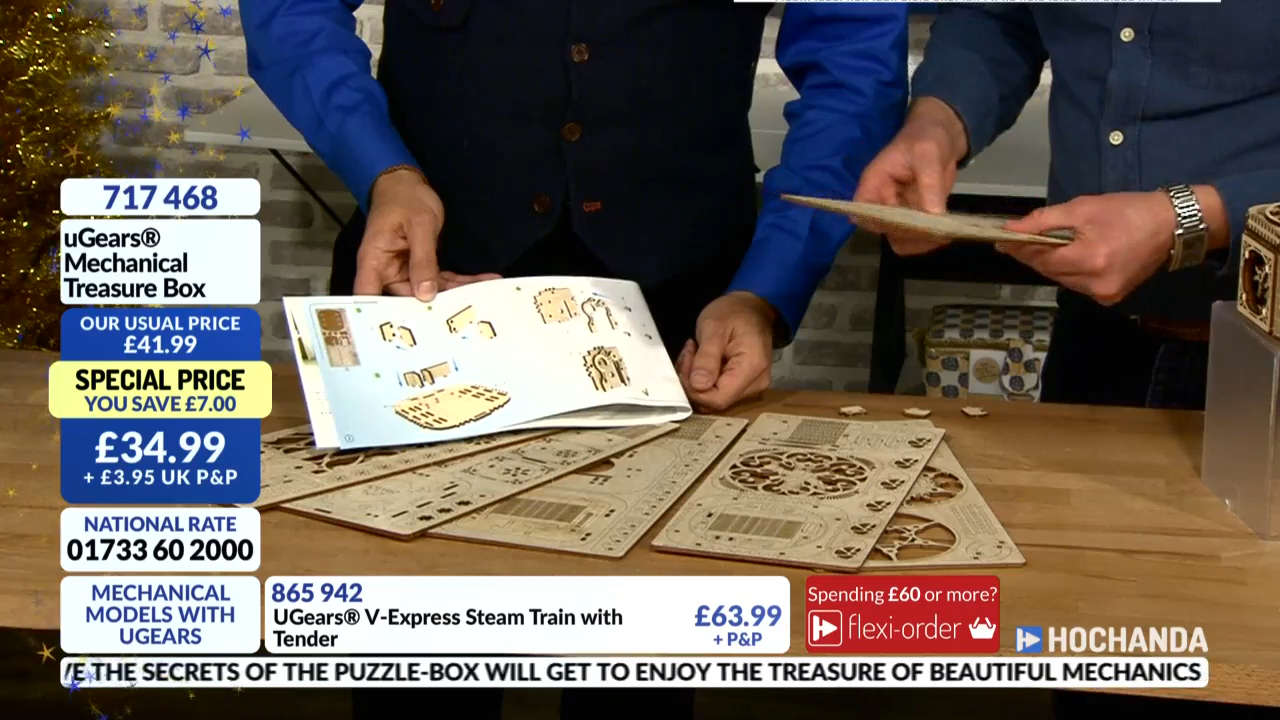 717 468
uGears®
Mechanical
Treasure Box
OUR USUAL PRICE
£41.99
SPECIAL PRICE
YOU SAVE £7.00
£34.99
+ £3.95 UK P&P
NATIONAL RATE
01733 60 2000
MECHANICAL
MODELS WITH
UGEARS
865 942
UGears® V-Express Steam Train with
Tender
£63.99
+ P&P
Spending £60 or more?
flexi-order
HOCHANDA
THE SECRETS OF THE PUZZLE-BOX WILL GET TO ENJOY THE TREASURE OF BEAUTIFUL MECHANICS